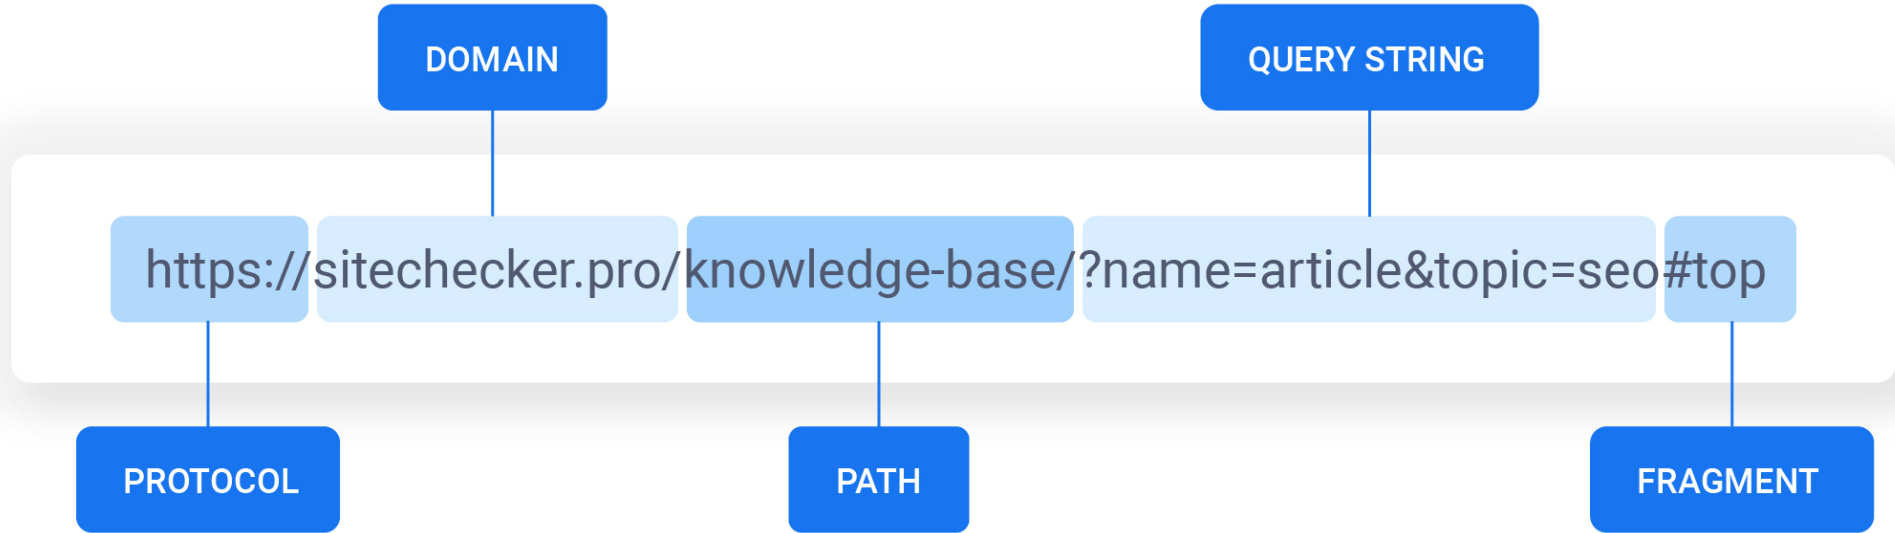 DOMAIN
QUERY STRING
https://sitechecker.pro/knowledge-base/?name=article&topic=seo#top
PROTOCOL
PATH
FRAGMENT